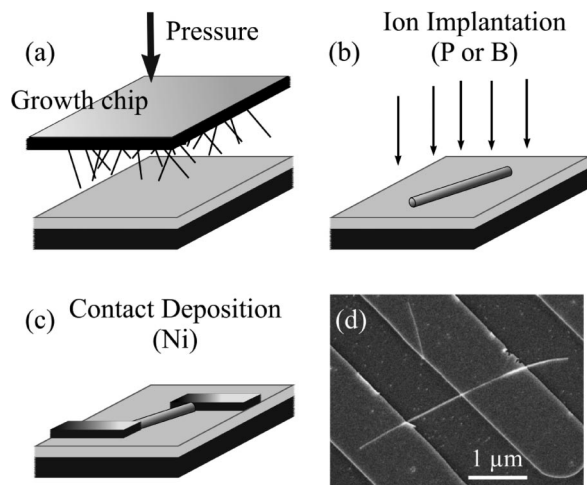 (a)
Pressure
Growth chip
(b)
Ion Implantation
(P or B)
(c)
Contact Deposition
(Ni)
(d)
1 µm